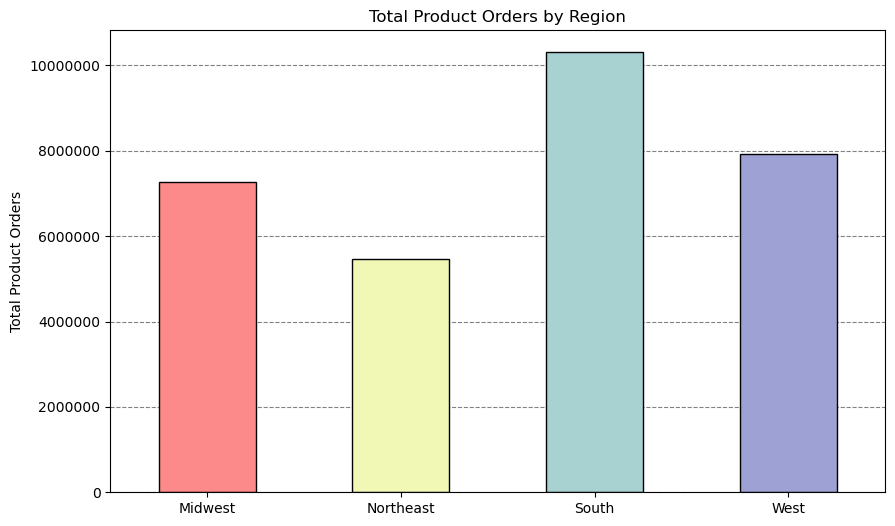 Total Product Orders by Region
Total Product Orders
10000000
8000000
6000000
4000000
2000000
0
Midwest Northeast South West